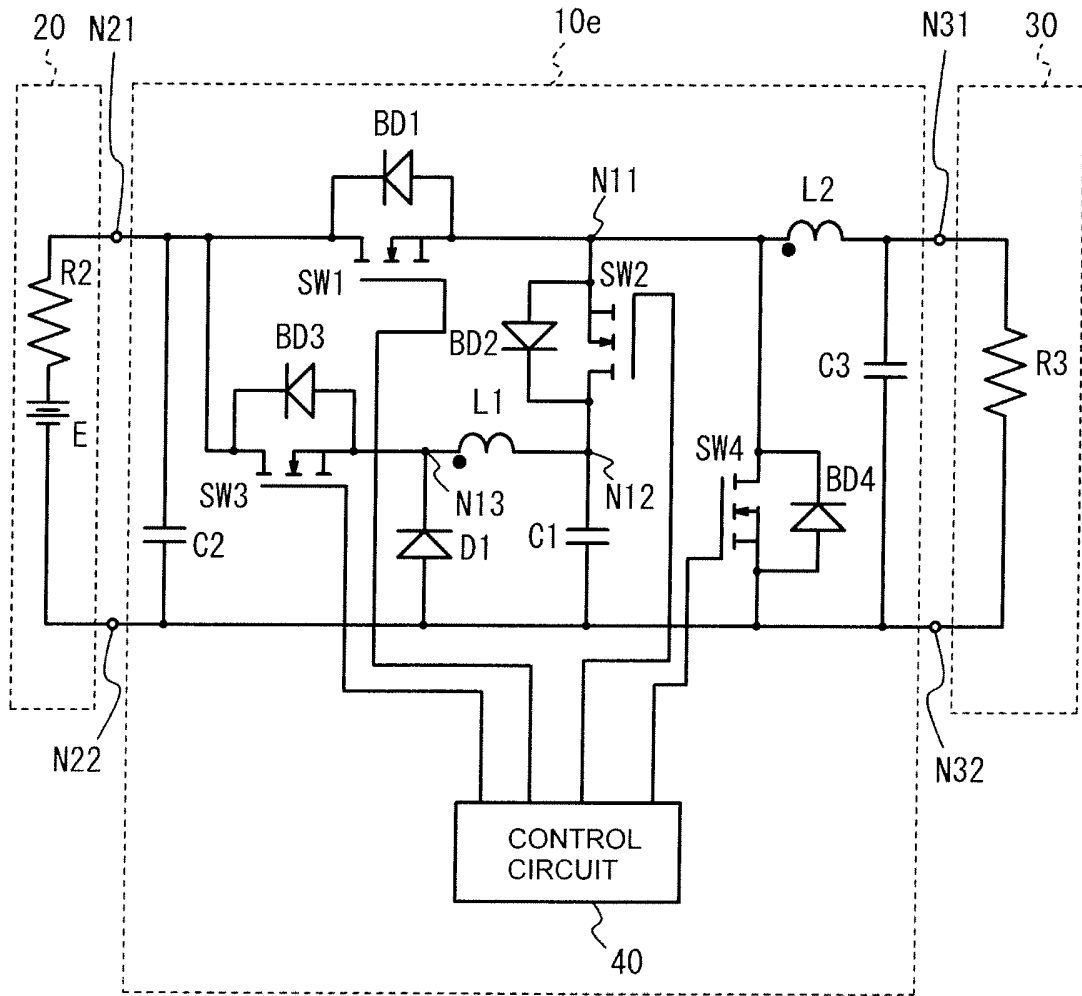 20
N21
10e
N31
30
BD1
N11
L2
R2
SW1
SW2
BD3
BD2
C3
R3
E
L1
SW4
SW3
N13
N12
BD4
C2
D1
C1
N22
N32
CONTROL
CIRCUIT
40